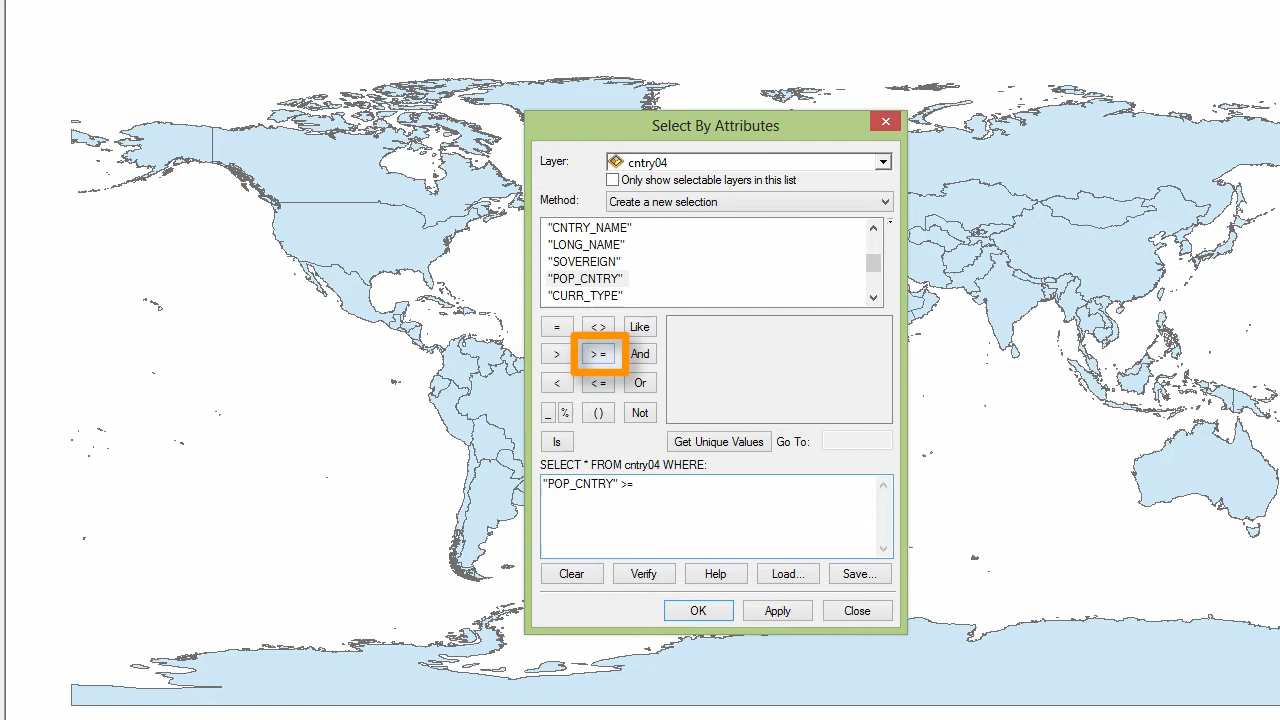 Select By Attributes
Layer: cntry04
Only show selectable layers in this list
Method: Create a new selection
"CNTRY_NAME"
"LONG_NAME"
"SOVEREIGN"
"POP_CNTRY"
"CURR_TYPE"
= < > Like
> > = And
< < = Or
_ % ( ) Not
Is Get Unique Values Go To:
SELECT * FROM cntry04 WHERE:
"POP_CNTRY" >=
Clear Verify Help Load... Save...
OK Apply Close